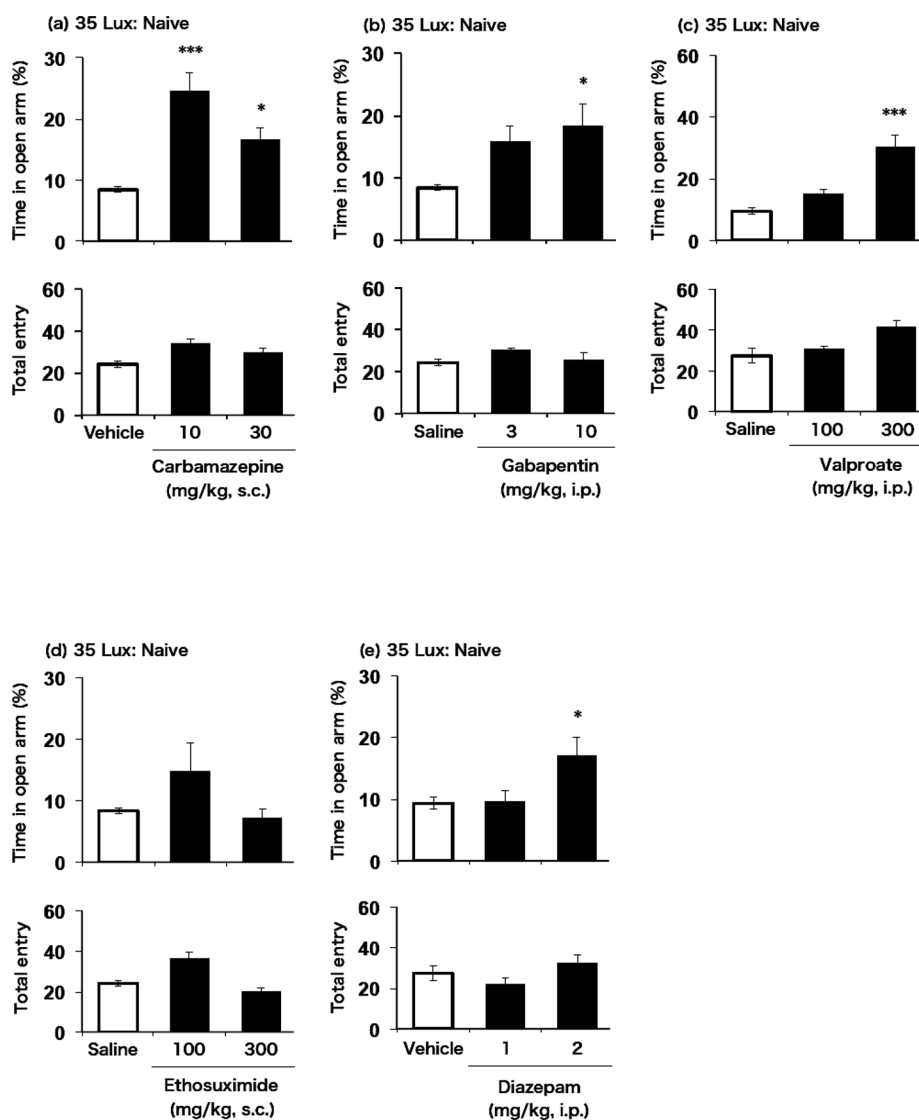 (a) 35 Lux: Naive
Time in open arm (%)
30
20
10
0
***
*
Total entry
60
40
20
0
Vehicle 10 30
Carbamazepine
(mg/kg, s.c.)
(b) 35 Lux: Naive
Time in open arm (%)
30
20
10
0
*
Total entry
60
40
20
0
Saline 3 10
Gabapentin
(mg/kg, i.p.)
(c) 35 Lux: Naive
Time in open arm (%)
60
40
20
0
***
Total entry
60
40
20
0
Saline 100 300
Valproate
(mg/kg, i.p.)
(d) 35 Lux: Naive
Time in open arm (%)
30
20
10
0
Total entry
60
40
20
0
Saline 100 300
Ethosuximide
(mg/kg, s.c.)
(e) 35 Lux: Naive
Time in open arm (%)
30
20
10
0
*
Total entry
60
40
20
0
Vehicle 1 2
Diazepam
(mg/kg, i.p.)